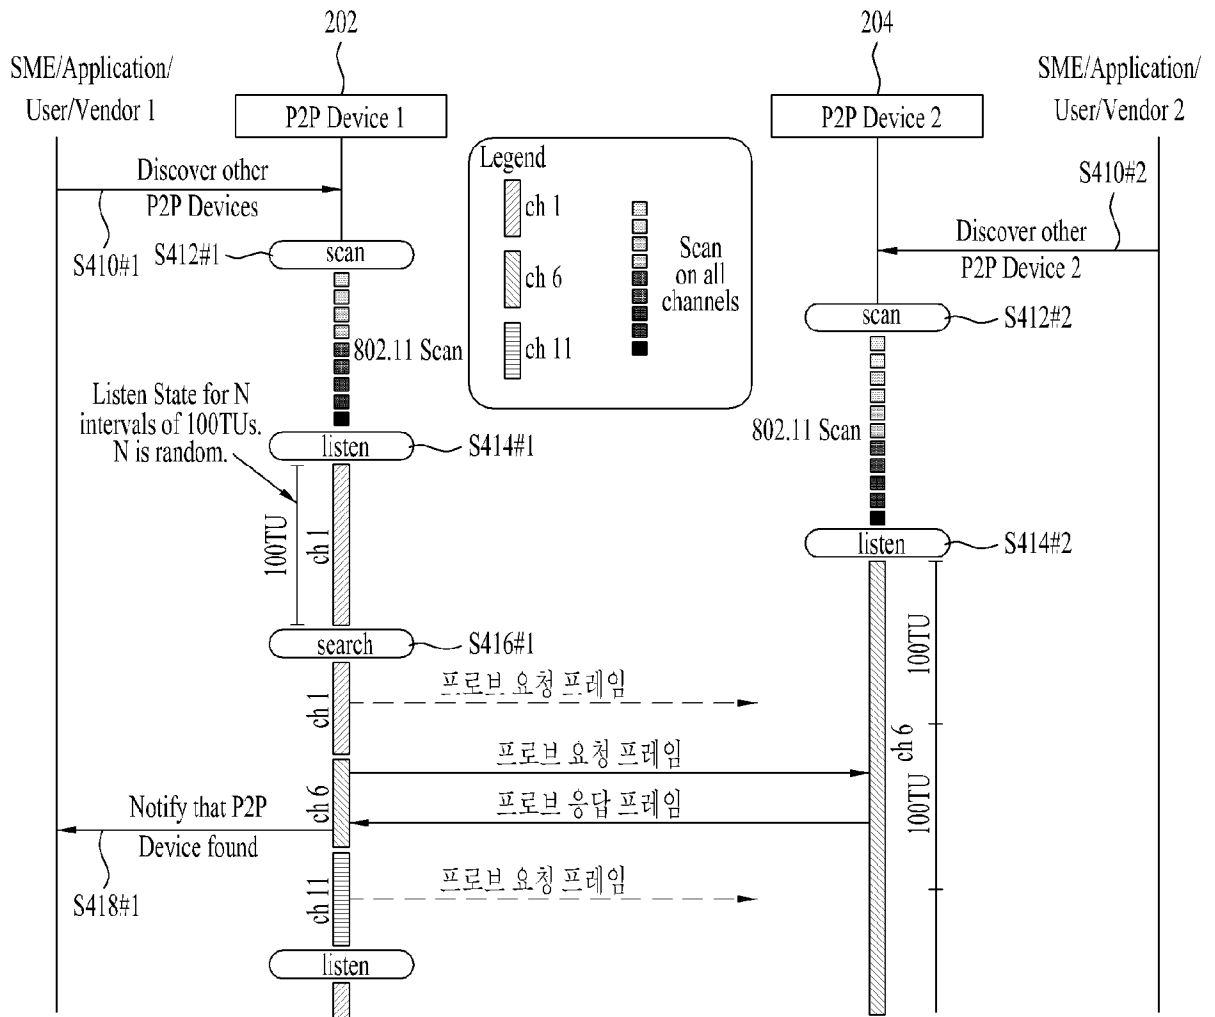 202
204
SME/Application/
User/Vendor 1
P2P Device 1
P2P Device 2
SME/Application/
User/Vendor 2
Legend
ch 1
ch 6
ch 11
Scan
on all
channels
Discover other
P2P Devices
S410#1
S412#1
scan
802.11 Scan
S410#2
Discover other
P2P Device 2
scan
S412#2
802.11 Scan
Listen State for N
intervals of 100TUs.
N is random.
listen
S414#1
100TU
ch 1
listen
S414#2
100TU
search
S416#1
ch 1
프로브 요청 프레임
ch 6
100TU
프로브 요청 프레임
ch 6
프로브 응답 프레임
Notify that P2P
Device found
S418#1
ch 11
프로브 요청 프레임
listen